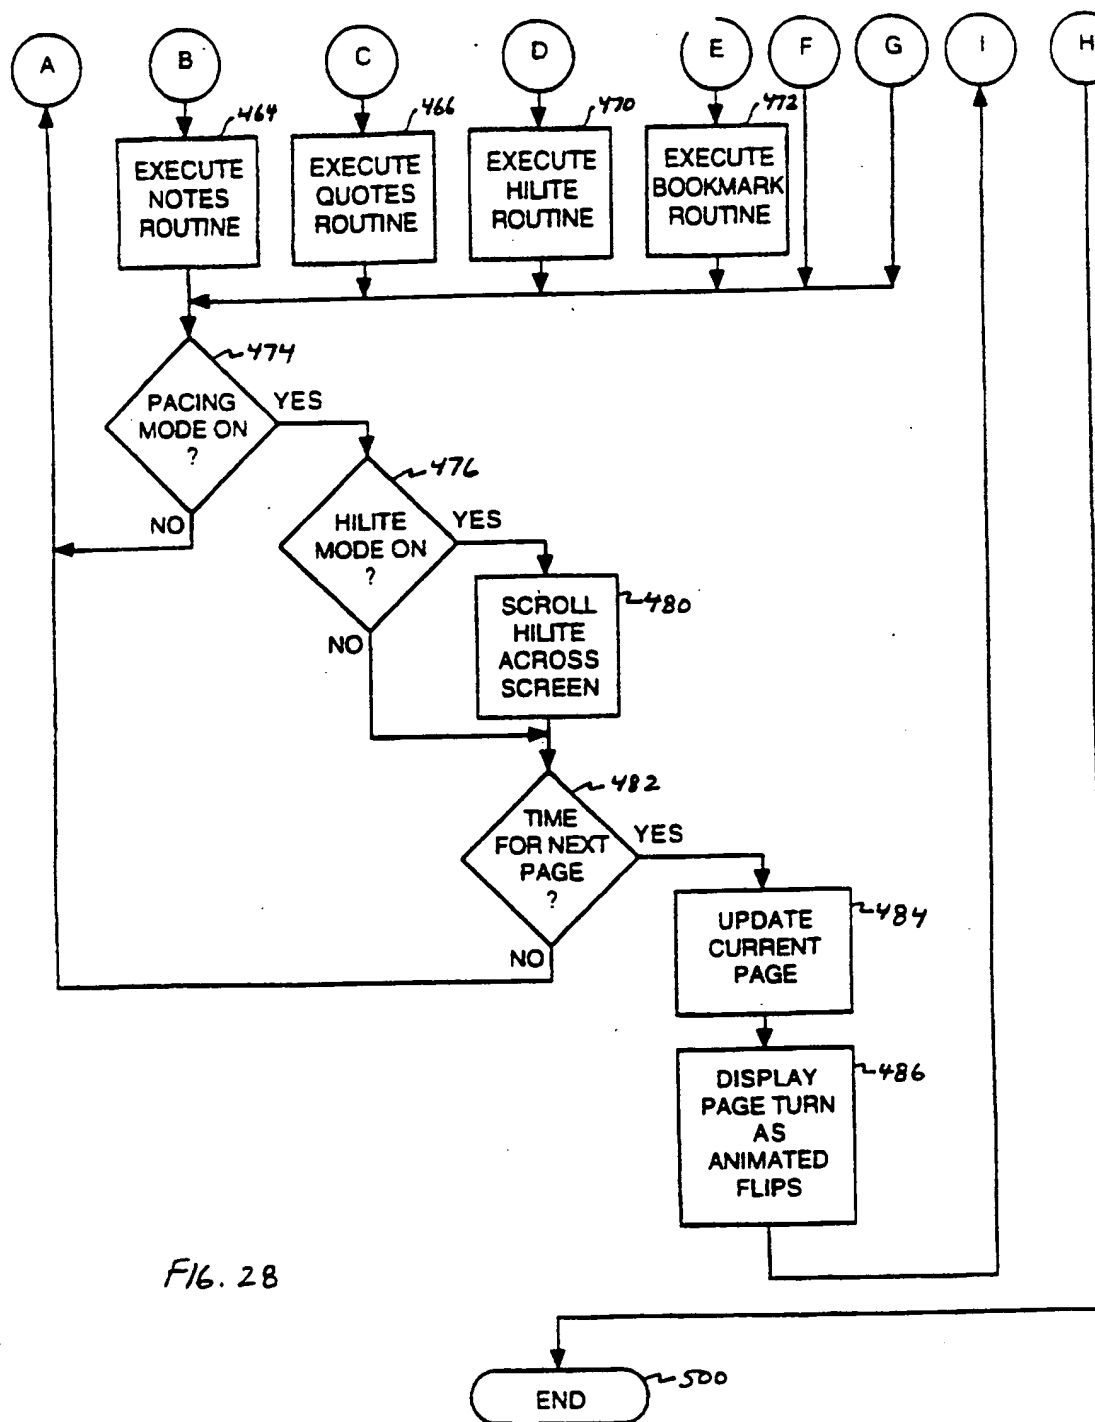 A
B
C
D
E
F
G
I
H
464
466
470
472
EXECUTE
NOTES
ROUTINE
EXECUTE
QUOTES
ROUTINE
EXECUTE
HILITE
ROUTINE
EXECUTE
BOOKMARK
ROUTINE
474
PACING
MODE ON
?
YES
NO
476
HILITE
MODE ON
?
YES
NO
480
SCROLL
HILITE
ACROSS
SCREEN
482
TIME
FOR NEXT
PAGE
?
YES
NO
484
UPDATE
CURRENT
PAGE
486
DISPLAY
PAGE TURN
AS
ANIMATED
FLIPS
FIG. 28
500
END